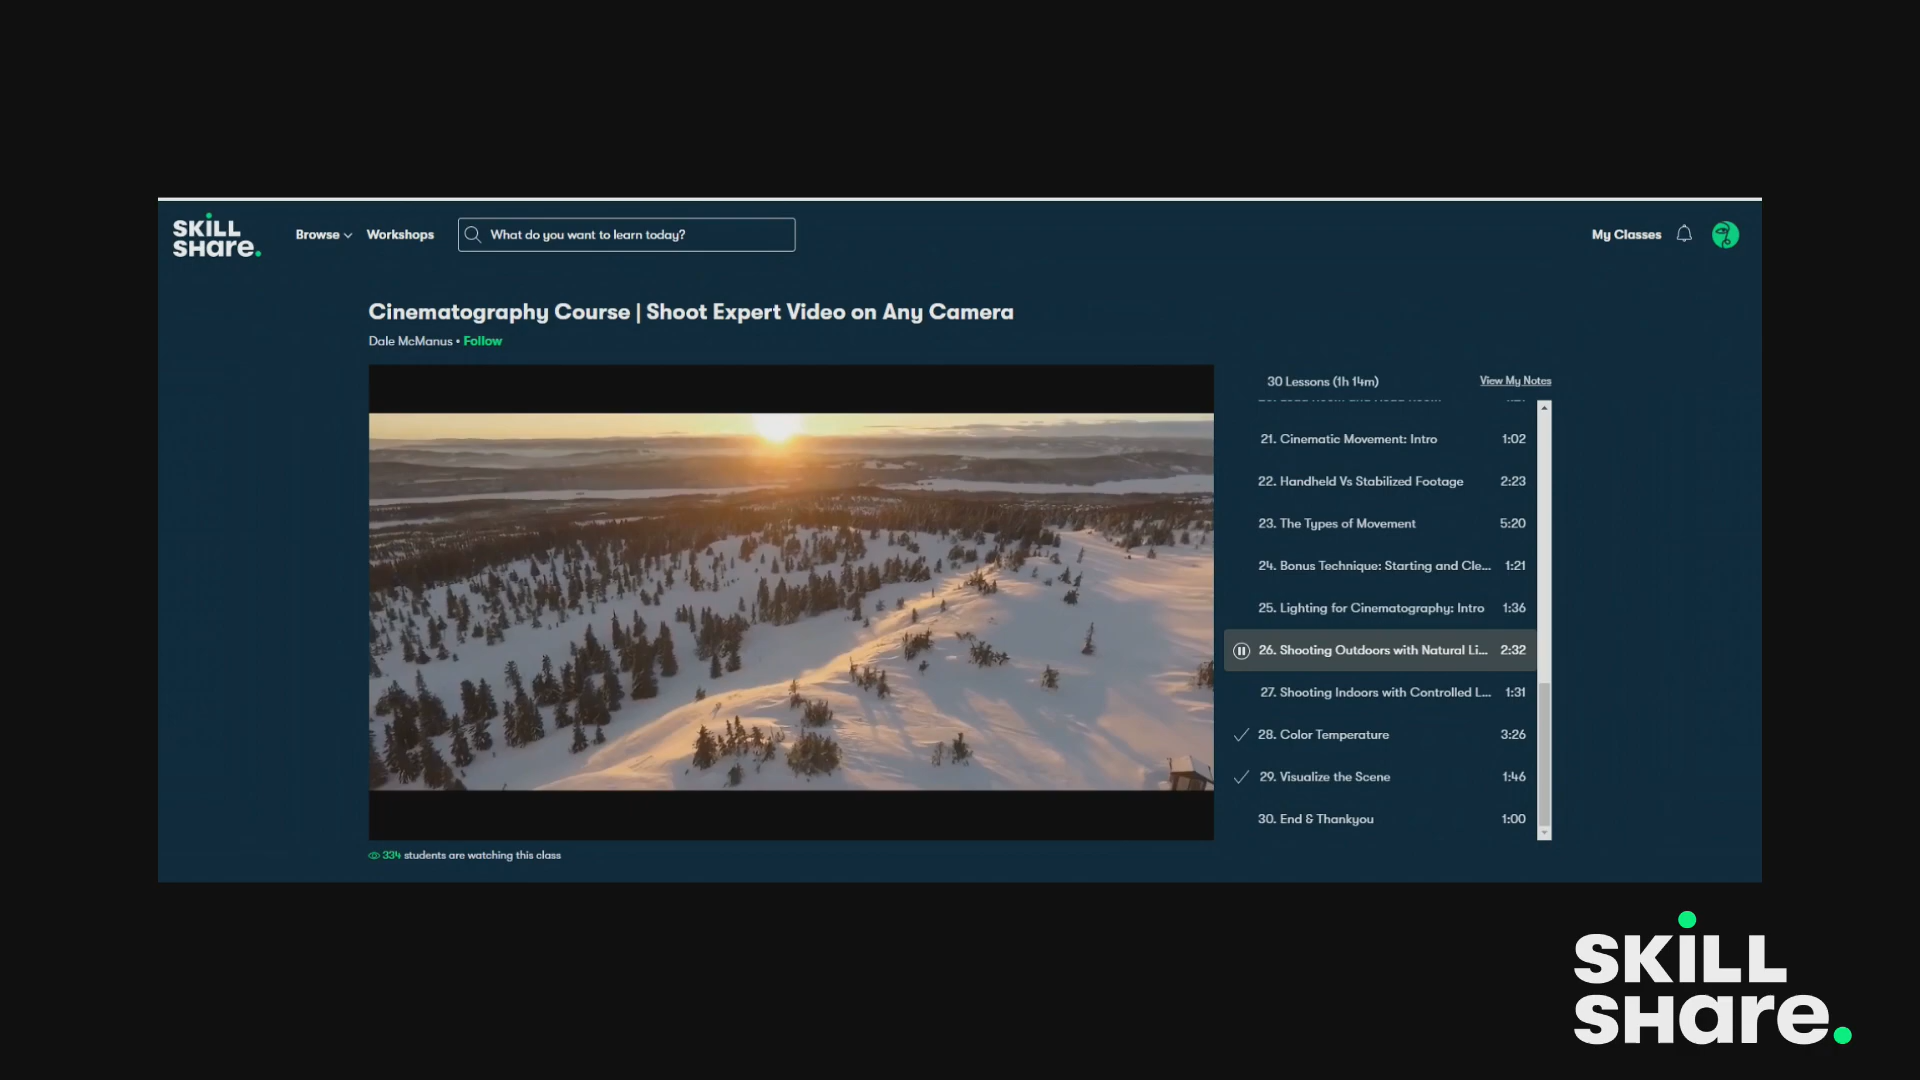 SKILL
SHare.
Browse
Workshops
What do you want to learn today?
My Classes
Cinematography Course | Shoot Expert Video on Any Camera
Dale McManus • Follow
30 Lessons (1h 14m)
View My Notes
21. Cinematic Movement: Intro 1:02
22. Handheld Vs Stabilized Footage 2:23
23. The Types of Movement 5:20
24. Bonus Technique: Starting and Cle... 1:21
25. Lighting for Cinematography: Intro 1:36
26. Shooting Outdoors with Natural Li... 2:32
27. Shooting Indoors with Controlled L... 1:31
28. Color Temperature 3:26
29. Visualize the Scene 1:46
30. End & Thankyou 1:00
334 students are watching this class
SKILL
SHare.